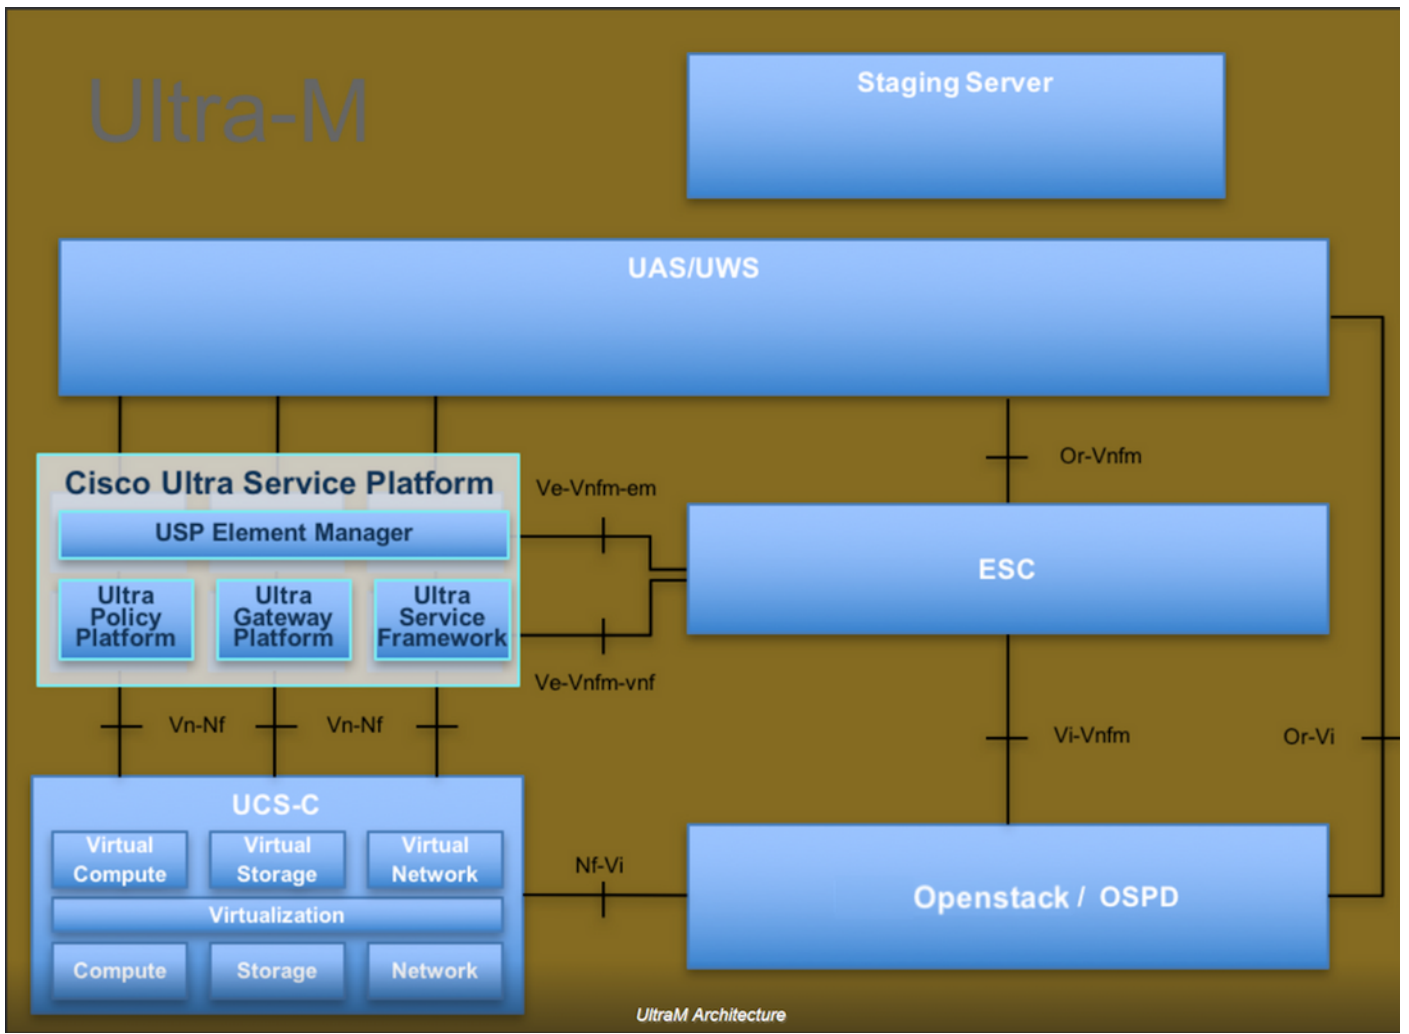 Ultra-M
Staging Server
UAS/UWS
Or-Vnfm
Cisco Ultra Service Platform
Ve-Vnfm-em
USP Element Manager
ESC
Ultra
Policy
Platform
Ultra
Gateway
Platform
Ultra
Service
Framework
Ve-Vnfm-vnf
Vn-Nf
Vn-Nf
Vi-Vnfm
Or-Vi
UCS-C
Virtual
Compute
Virtual
Storage
Virtual
Network
Nf-Vi
Openstack / OSPD
Virtualization
Compute
Storage
Network
UltraM Architecture